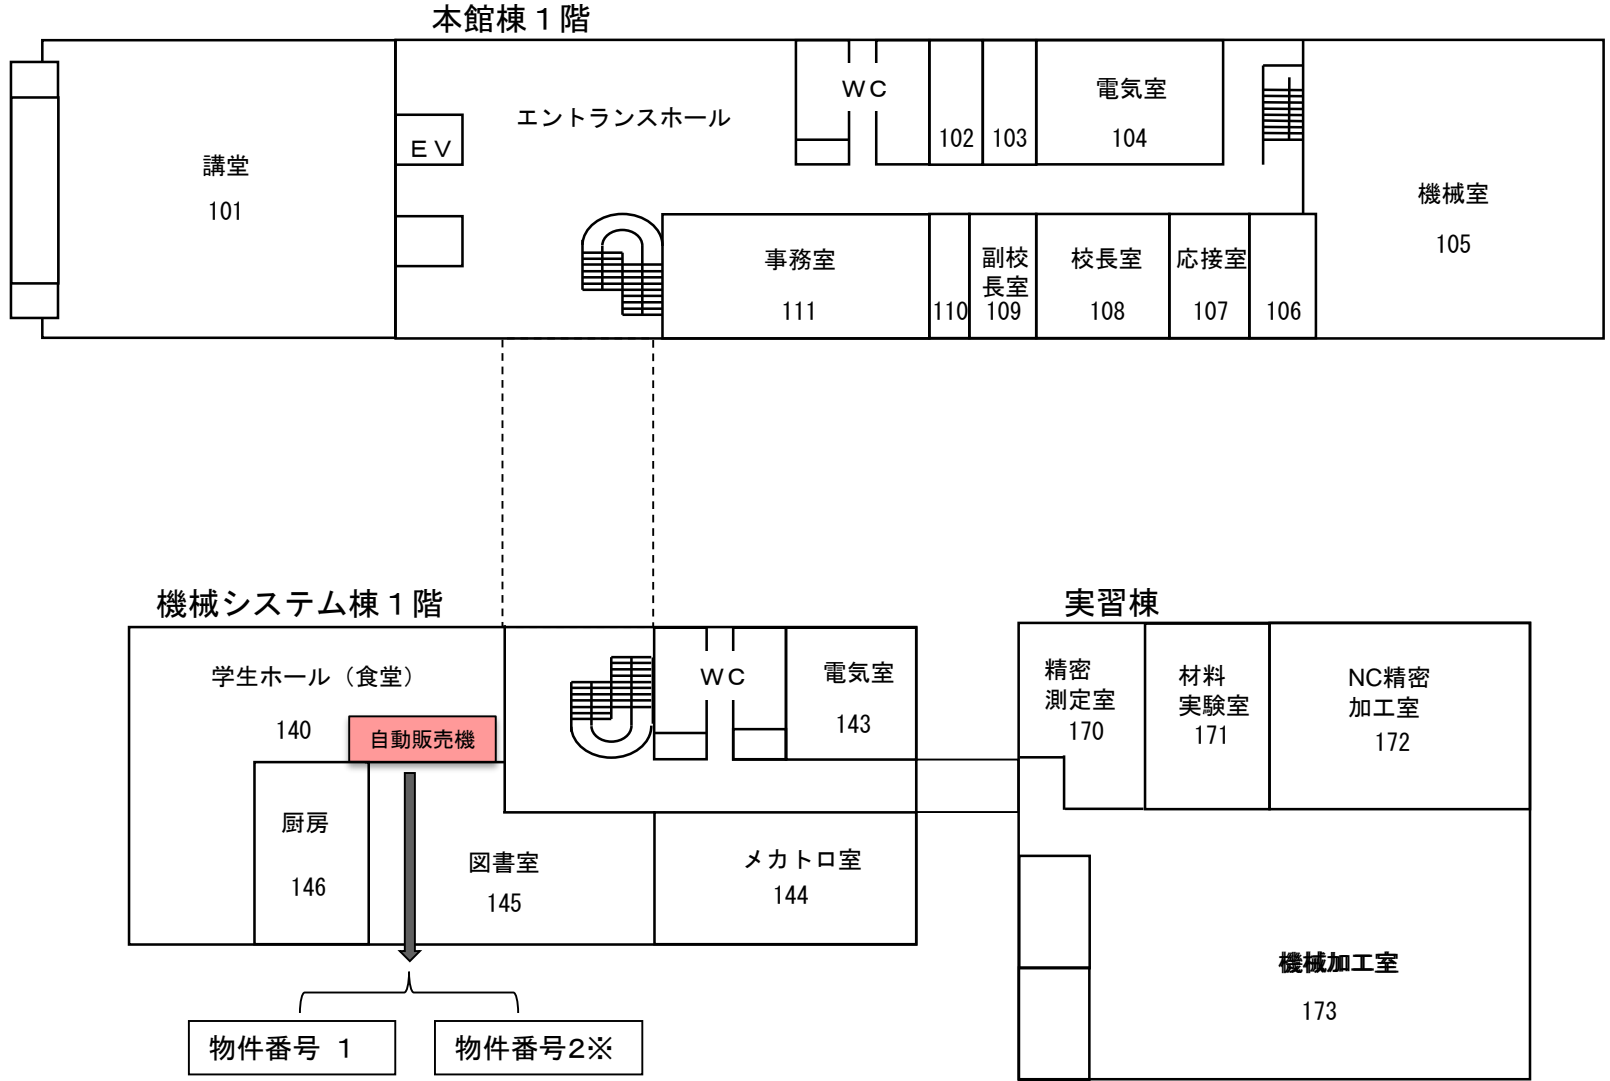 本館棟１階
講堂
101
ＥＶ
エントランスホール
ＷＣ
102
103
電気室
104
機械室
105
事務室
111
110
副校
長室
109
校長室
108
応接室
107
106
機械システム棟１階
学生ホール（食堂）
140
自動販売機
厨房
146
図書室
145
ＷＣ
電気室
143
メカトロ室
144
物件番号 １
物件番号２※
実習棟
精密
測定室
170
材料
実験室
171
NC精密
加工室
172
機械加工室
173